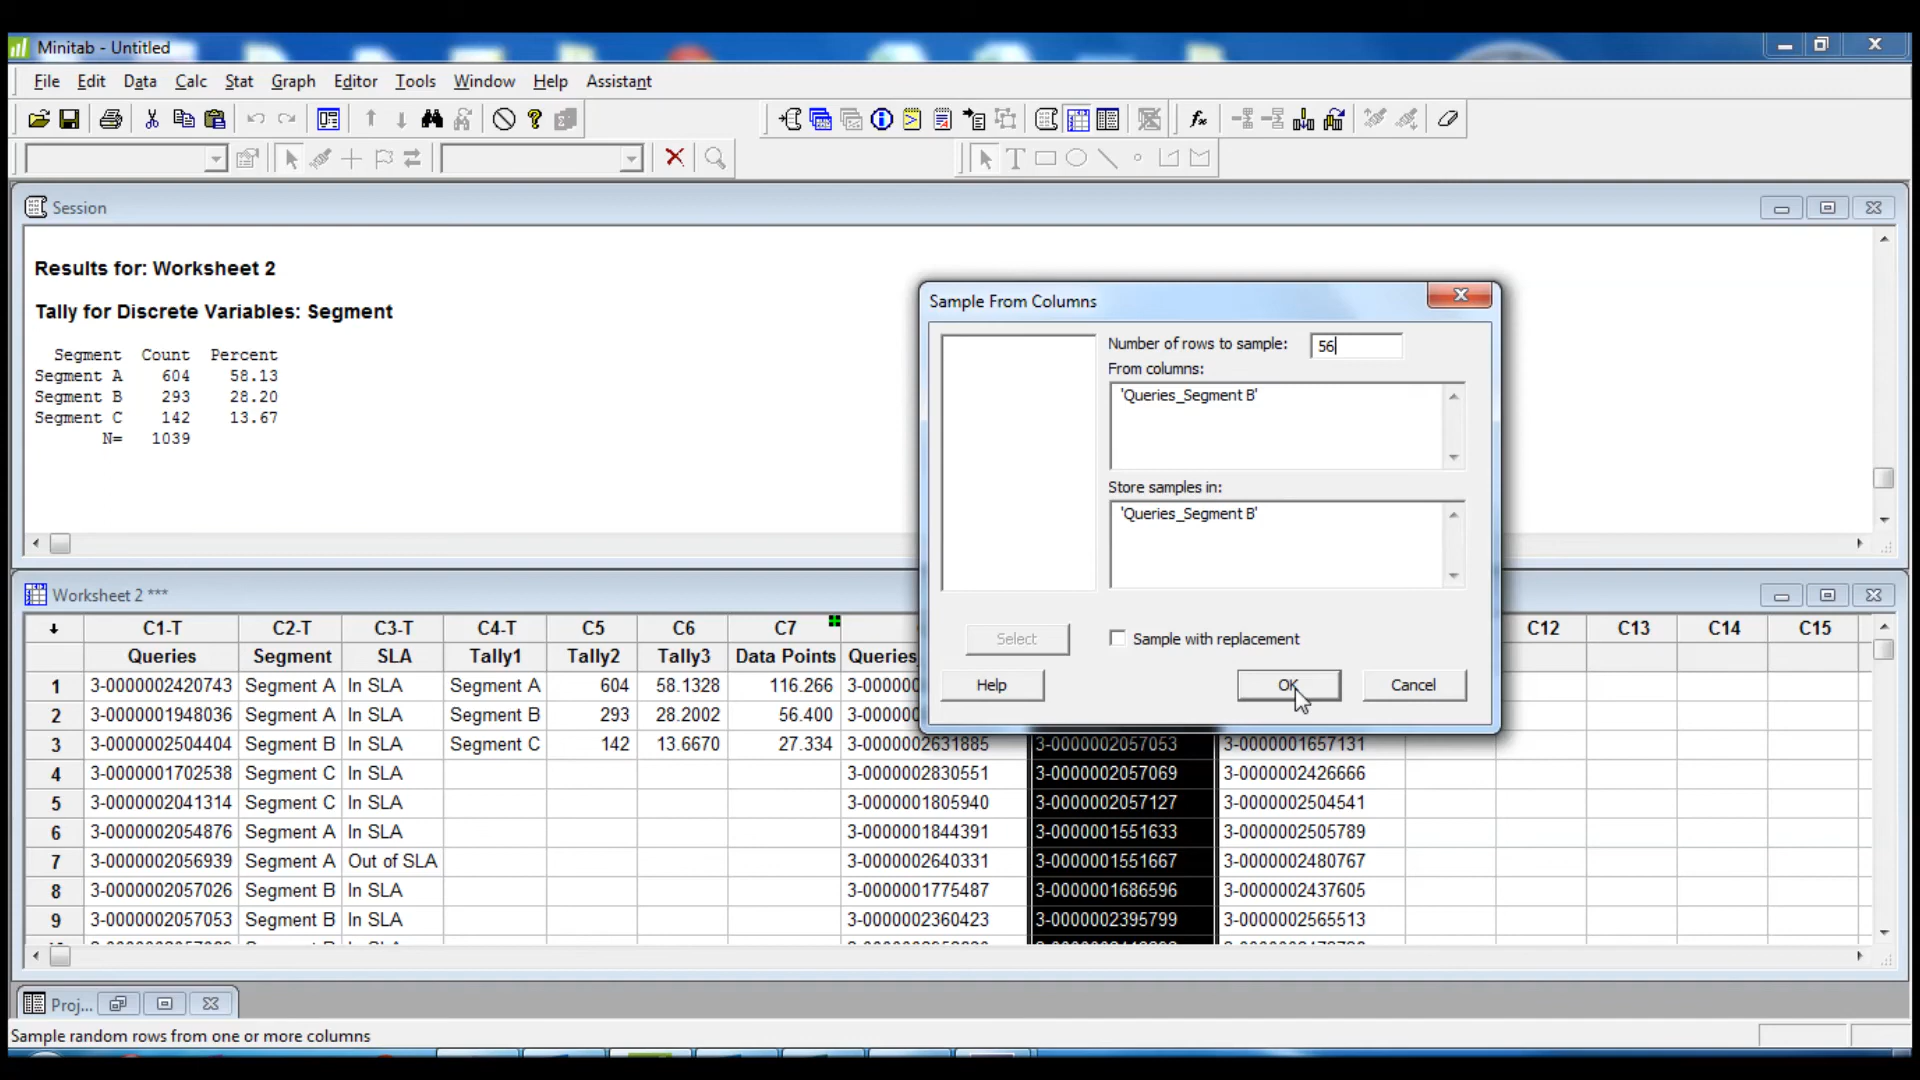 Minitab - Untitled
File Edit Data Calc Stat Graph Editor Tools Window Help Assistant
Session
Results for: Worksheet 2
Tally for Discrete Variables: Segment
Segment Count Percent
Segment A 604 58.13
Segment B 293 28.20
Segment C 142 13.67
N= 1039
Sample From Columns
Number of rows to sample: 56
From columns:
'Queries_Segment B'
Store samples in:
'Queries_Segment B'
Select
Sample with replacement
Help OK Cancel
Worksheet 2 ***
C1-T C2-T C3-T C4-T C5 C6 C7 C12 C13 C14 C15
Queries Segment SLA Tally1 Tally2 Tally3 Data Points Queries
1 3-0000002420743 Segment A In SLA Segment A 604 58.1328 116.266
2 3-0000001948036 Segment A In SLA Segment B 293 28.2002 56.400
3 3-0000002504404 Segment B In SLA Segment C 142 13.6670 27.334 3-0000002631885 3-0000002057053 3-0000001657131
4 3-0000001702538 Segment C In SLA 3-0000002830551 3-0000002057069 3-0000002426666
5 3-0000002041314 Segment C In SLA 3-0000001805940 3-0000002057127 3-0000002504541
6 3-0000002054876 Segment A In SLA 3-0000001844391 3-0000001551633 3-0000002505789
7 3-0000002056939 Segment A Out of SLA 3-0000002640331 3-0000001551667 3-0000002480767
8 3-0000002057026 Segment B In SLA 3-0000001775487 3-0000001686596 3-0000002437605
9 3-0000002057053 Segment B In SLA 3-0000002360423 3-0000002395799 3-0000002565513
Proj...
Sample random rows from one or more columns